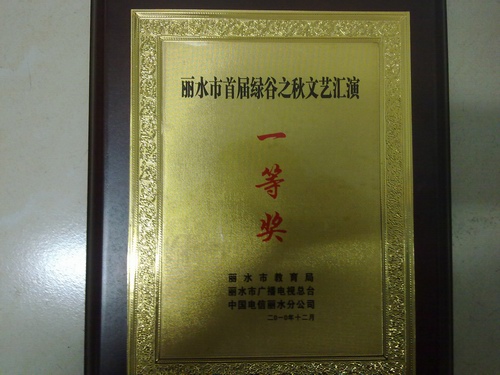 丽水市首届绿谷之秋文艺汇演
一
等
奖
丽水市教育局
丽水市广播电视总台
中国电信丽水分公司
二〇一〇年十二月